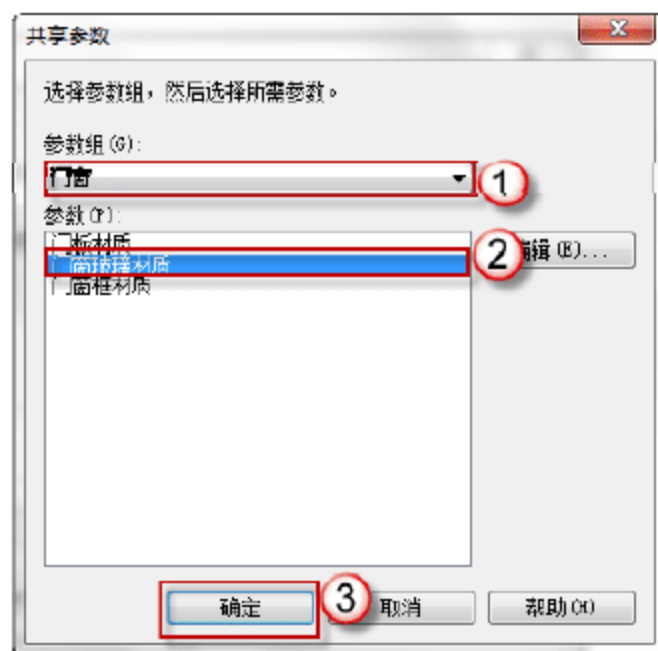 共享参数
选择参数组，然后选择所需参数。
参数组(G):
门窗
1
参数(P):
门板材质
门窗玻璃材质
2
编辑(E)...
门窗框材质
确定
3
取消
帮助(H)